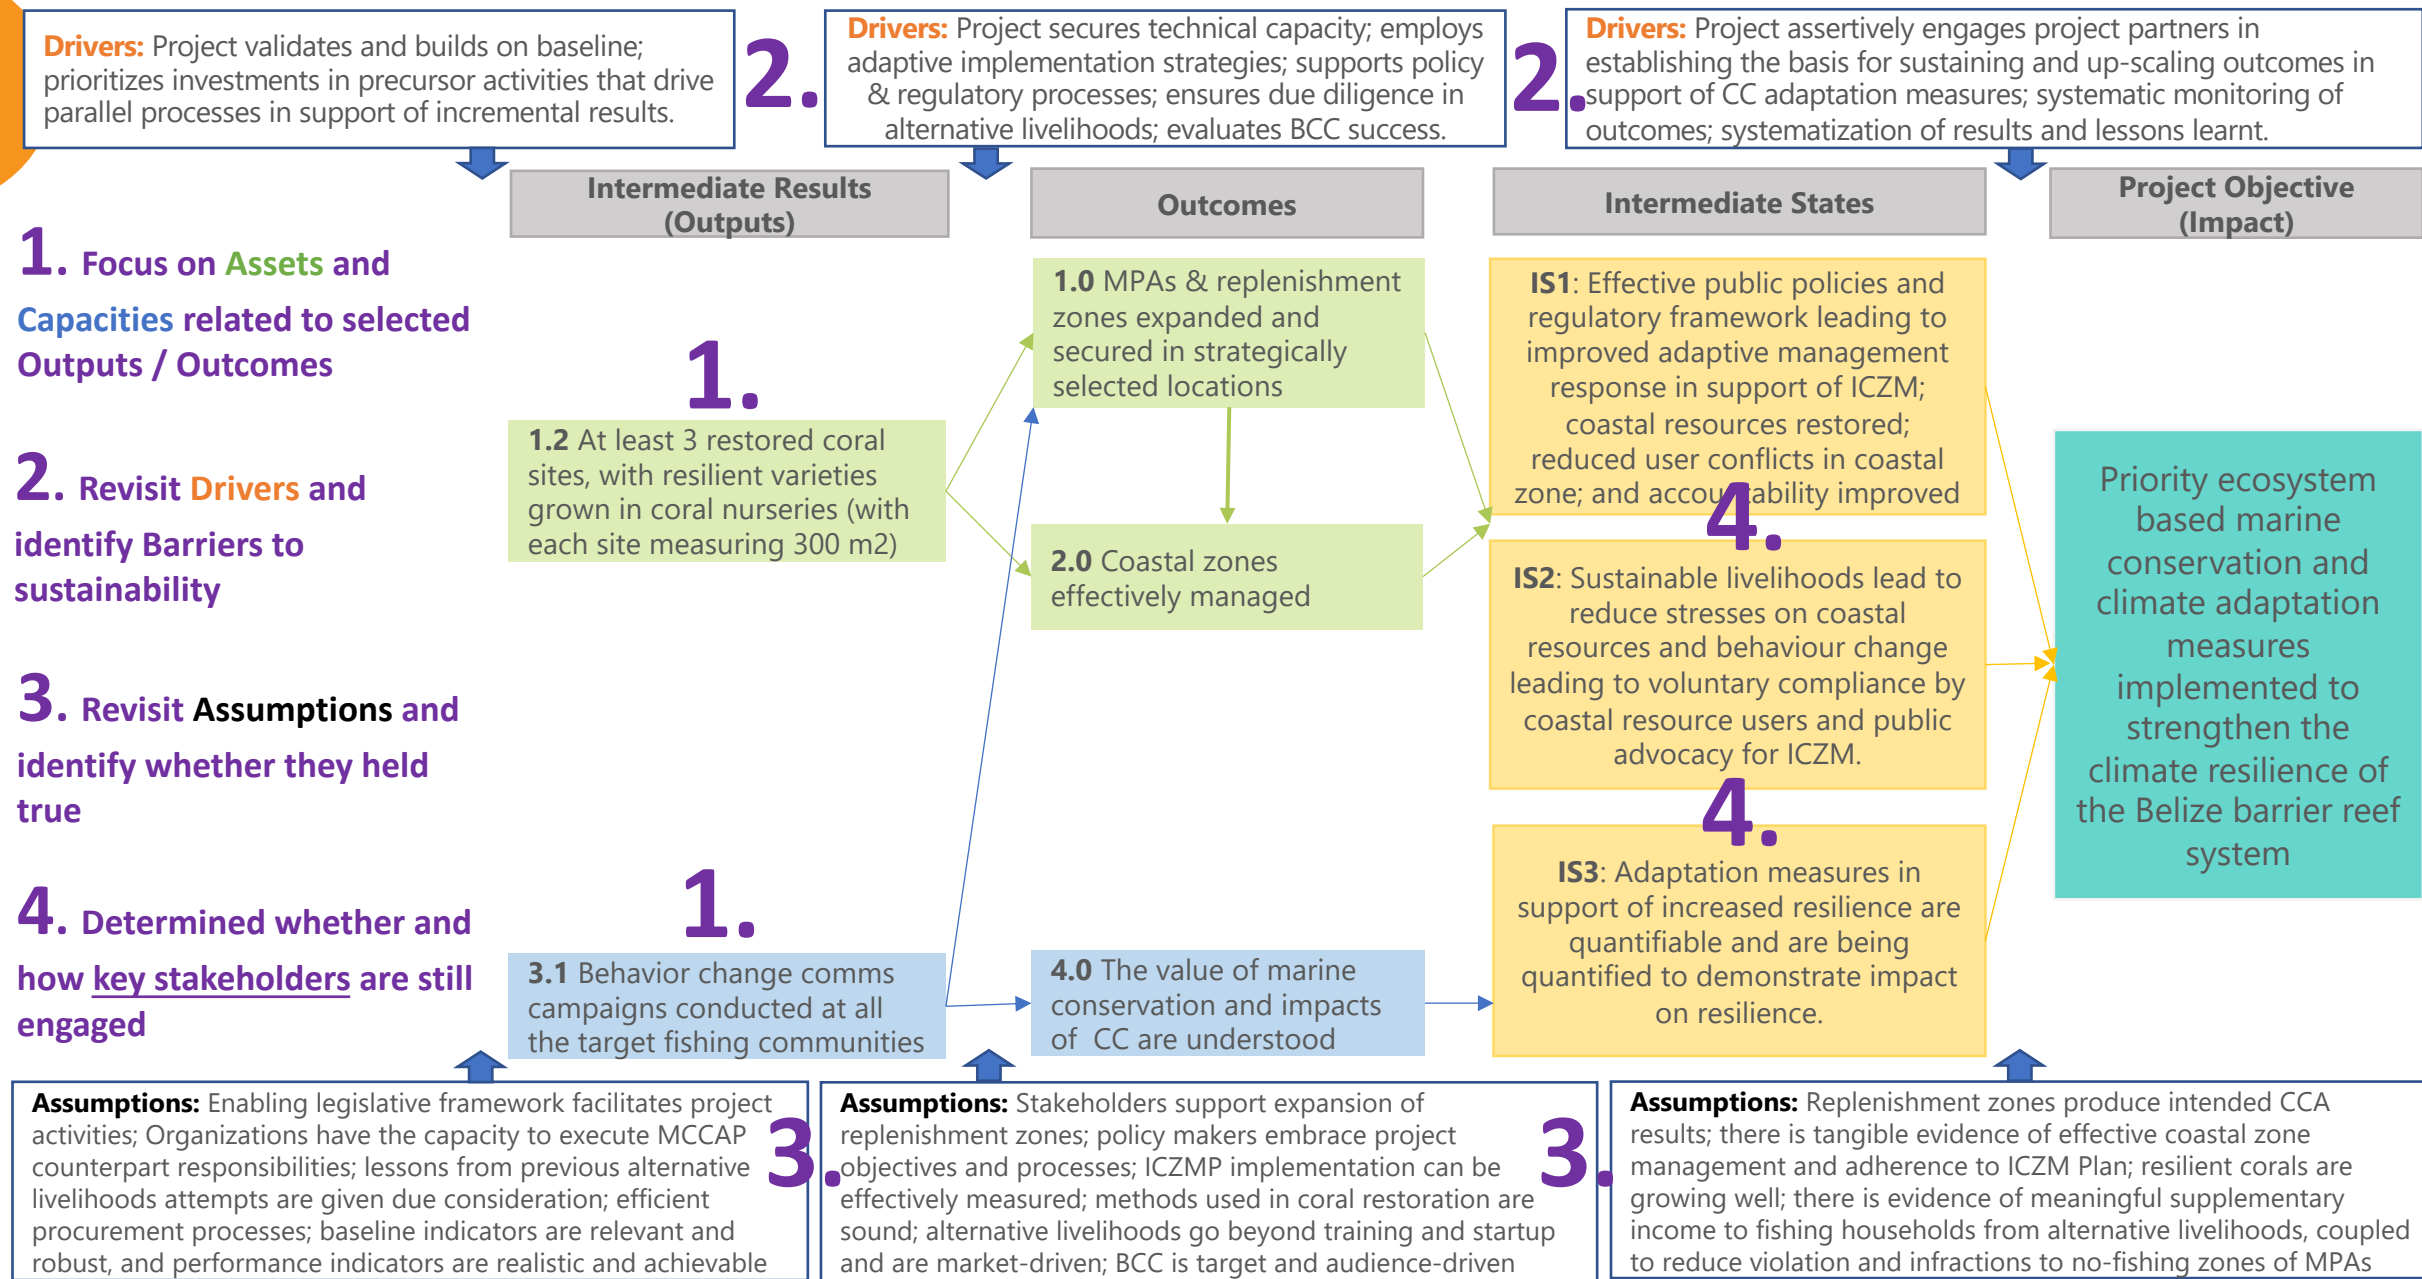 Drivers: Project validates and builds on baseline;
prioritizes investments in precursor activities that drive
parallel processes in support of incremental results.
2.
Drivers: Project secures technical capacity; employs
adaptive implementation strategies; supports policy
& regulatory processes; ensures due diligence in
alternative livelihoods; evaluates BCC success.
2.
Drivers: Project assertively engages project partners in
establishing the basis for sustaining and up-scaling outcomes in
support of CC adaptation measures; systematic monitoring of
outcomes; systematization of results and lessons learnt.
Intermediate Results
(Outputs)
Outcomes
Intermediate States
Project Objective
(Impact)
1. Focus on Assets and
Capacities related to selected
Outputs / Outcomes
2. Revisit Drivers and
identify Barriers to
sustainability
3. Revisit Assumptions and
identify whether they held
true
4. Determined whether and
how key stakeholders are still
engaged
1.
1.2 At least 3 restored coral
sites, with resilient varieties
grown in coral nurseries (with
each site measuring 300 m2)
1.
3.1 Behavior change comms
campaigns conducted at all
the target fishing communities
1.0 MPAs & replenishment
zones expanded and
secured in strategically
selected locations
2.0 Coastal zones
effectively managed
4.0 The value of marine
conservation and impacts
of CC are understood
IS1: Effective public policies and
regulatory framework leading to
improved adaptive management
response in support of ICZM;
coastal resources restored;
reduced user conflicts in coastal
zone; and accountability improved
4.
IS2: Sustainable livelihoods lead to
reduce stresses on coastal
resources and behaviour change
leading to voluntary compliance by
coastal resource users and public
advocacy for ICZM.
4.
IS3: Adaptation measures in
support of increased resilience are
quantifiable and are being
quantified to demonstrate impact
on resilience.
Priority ecosystem
based marine
conservation and
climate adaptation
measures
implemented to
strengthen the
climate resilience of
the Belize barrier reef
system
Assumptions: Enabling legislative framework facilitates project
activities; Organizations have the capacity to execute MCCAP
counterpart responsibilities; lessons from previous alternative
livelihoods attempts are given due consideration; efficient
procurement processes; baseline indicators are relevant and
robust, and performance indicators are realistic and achievable
3.
Assumptions: Stakeholders support expansion of
replenishment zones; policy makers embrace project
objectives and processes; ICZMP implementation can be
effectively measured; methods used in coral restoration are
sound; alternative livelihoods go beyond training and startup
and are market-driven; BCC is target and audience-driven
3.
Assumptions: Replenishment zones produce intended CCA
results; there is tangible evidence of effective coastal zone
management and adherence to ICZM Plan; resilient corals are
growing well; there is evidence of meaningful supplementary
income to fishing households from alternative livelihoods, coupled
to reduce violation and infractions to no-fishing zones of MPAs